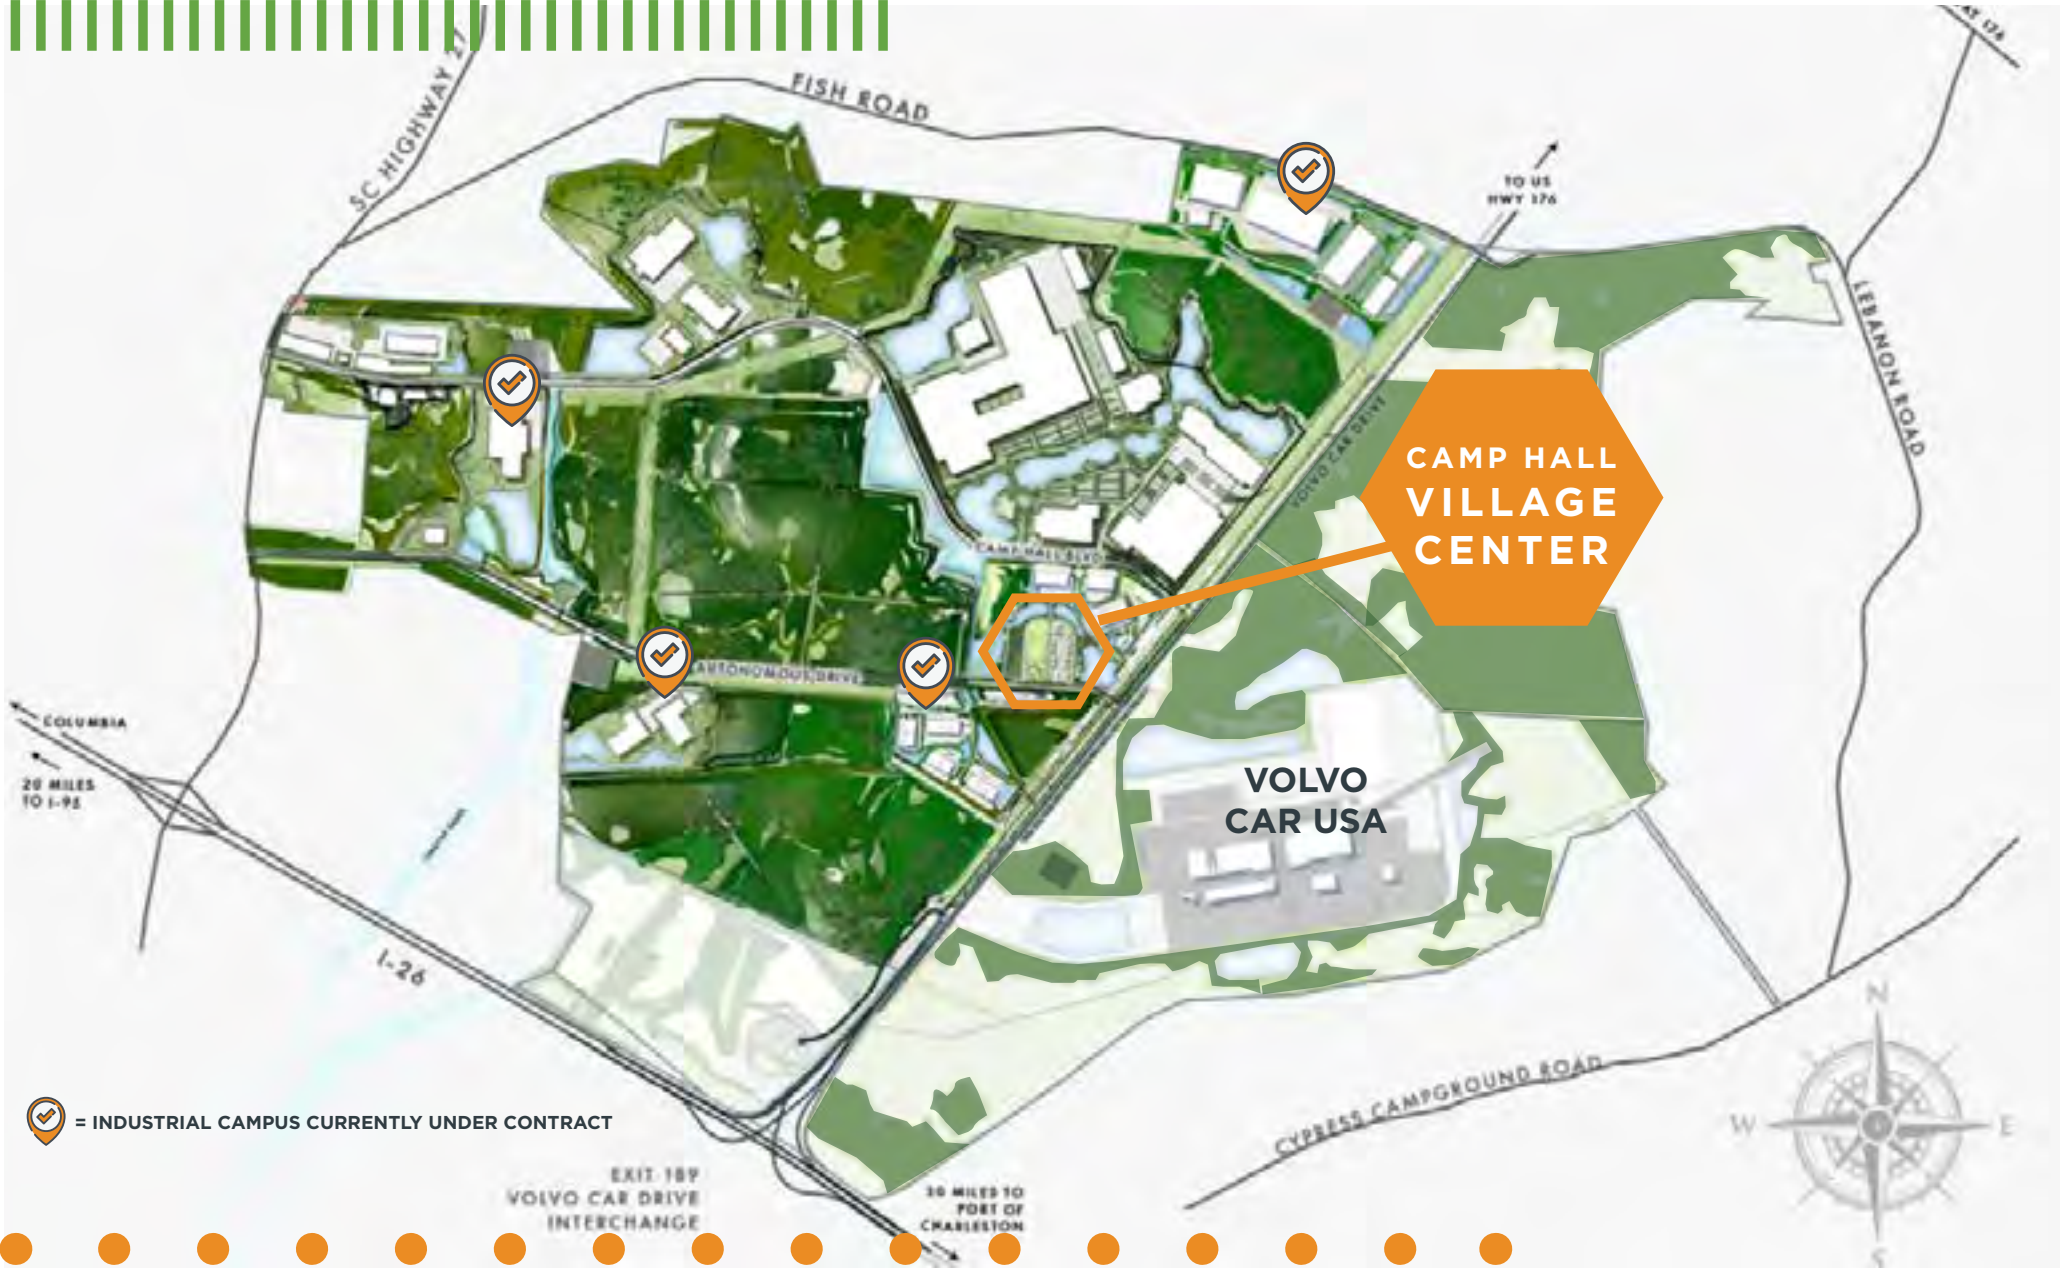 SC HIGHWAY 27
FISH ROAD
TO US
HWY 176
LEBANON ROAD
VOLVO CAR DRIVE
CAMP HALL
VILLAGE
CENTER
CAMP HALL BLVD
AUTONOMOUS DRIVE
COLUMBIA
20 MILES
TO I-95
VOLVO
CAR USA
I-26
N
W
E
S
CYPRESS CAMPGROUND ROAD
= INDUSTRIAL CAMPUS CURRENTLY UNDER CONTRACT
EXIT 189
VOLVO CAR DRIVE
INTERCHANGE
30 MILES TO
PORT OF
CHARLESTON